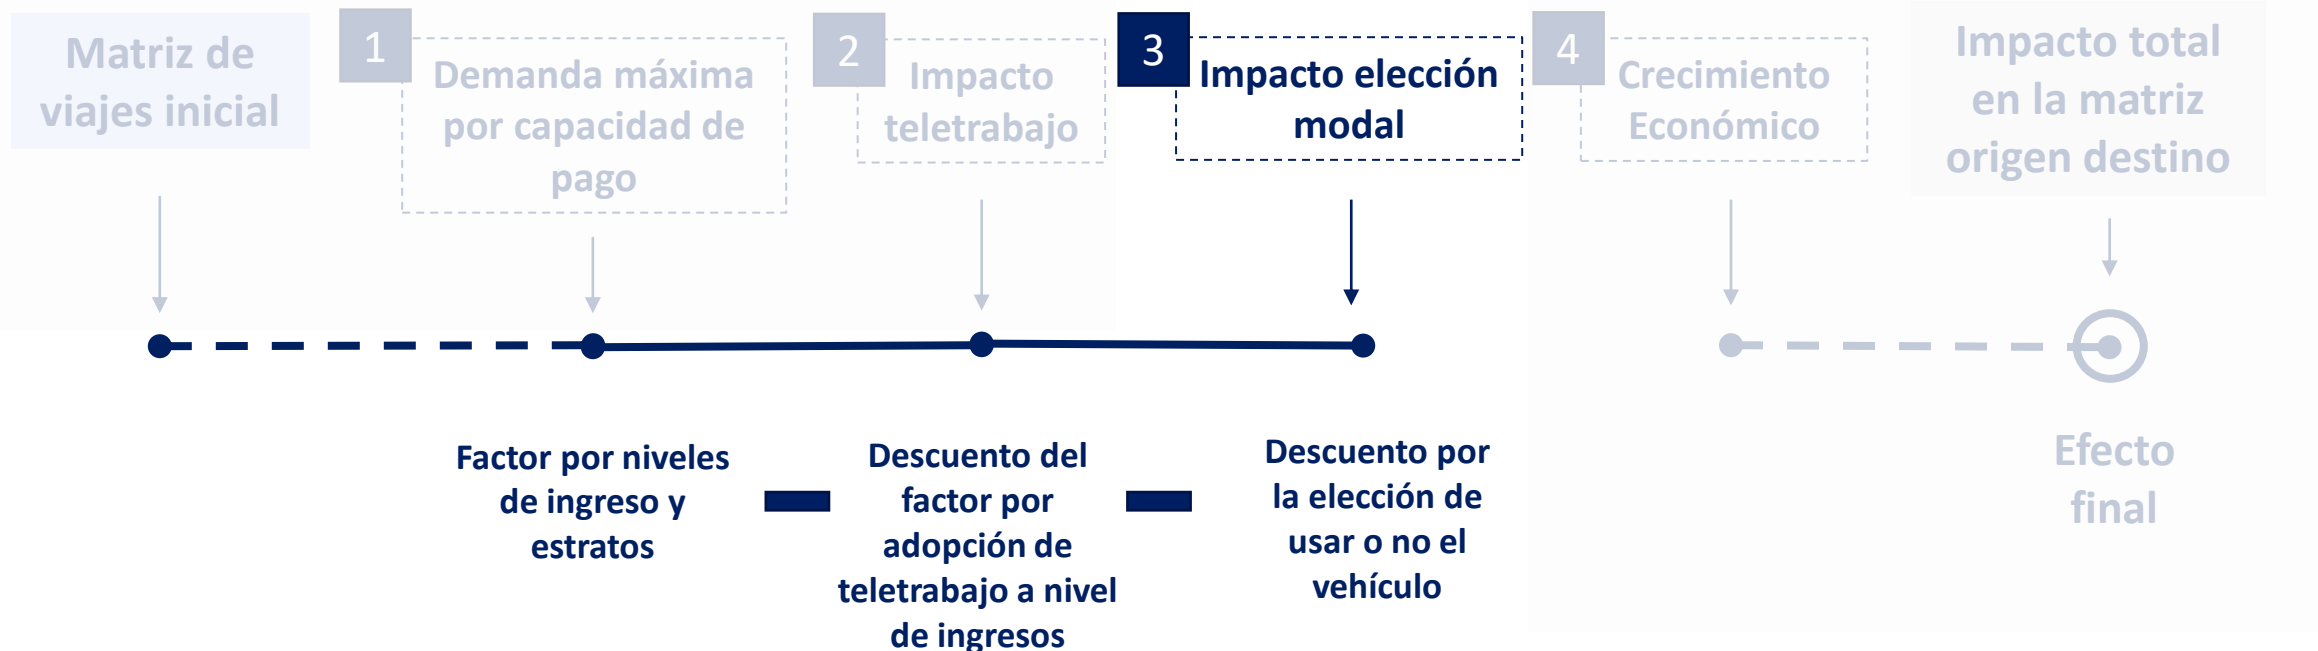 Matriz de
viajes inicial
1
Demanda máxima
por capacidad de
pago
2
Impacto
teletrabajo
3
Impacto elección
modal
4
Crecimiento
Económico
Impacto total
en la matriz
origen destino
Factor por niveles
de ingreso y
estratos
Descuento del
factor por
adopción de
teletrabajo a nivel
de ingresos
Descuento por
la elección de
usar o no el
vehículo
Efecto
final